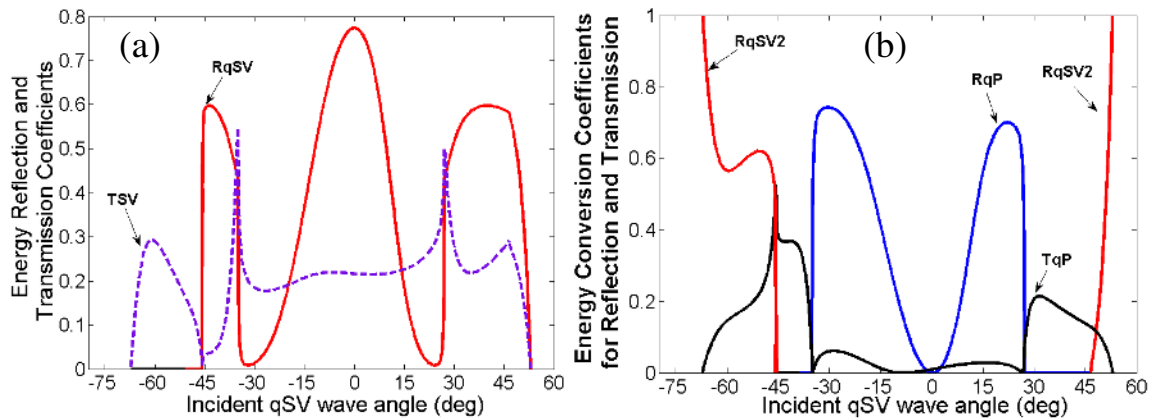 (a)
RqSV
TSV
Energy Reflection and
Transmission Coefficients
0.8
0.7
0.6
0.5
0.4
0.3
0.2
0.1
0
-75 -60 -45 -30 -15 0 15 30 45 60
Incident qSV wave angle (deg)
(b)
RqSV2
RqP
RqSV2
TqP
Energy Conversion Coefficients
for Reflection and Transmission
1
0.8
0.6
0.4
0.2
0
-75 -60 -45 -30 -15 0 15 30 45 60
Incident qSV wave angle (deg)